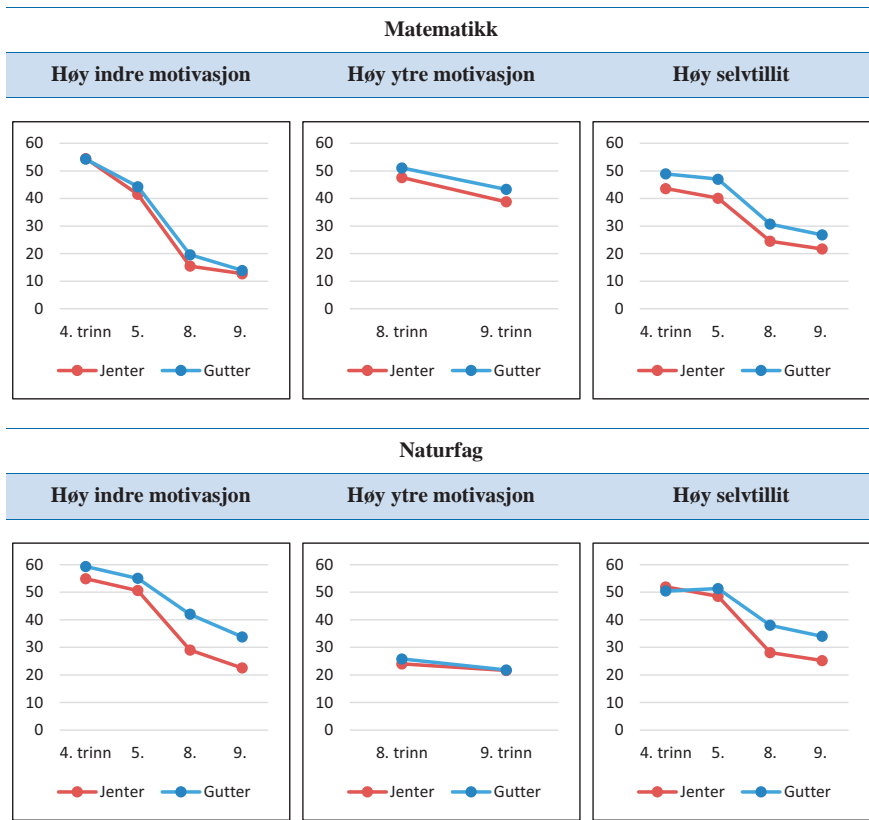 Matematikk
Høy indre motivasjon Høy ytre motivasjon Høy selvtillit
60 60 60
50 50 50
40 40 40
30 30 30
20 20 20
10 10 10
0 0 0
4. trinn 5. 8. 9. 8. trinn 9. trinn 4. trinn 5. 8. 9.
Jenter Gutter Jenter Gutter Jenter Gutter
Naturfag
Høy indre motivasjon Høy ytre motivasjon Høy selvtillit
60 60 60
50 50 50
40 40 40
30 30 30
20 20 20
10 10 10
0 0 0
4. trinn 5. 8. 9. 8. trinn 9. trinn 4. trinn 5. 8. 9.
Jenter Gutter Jenter Gutter Jenter Gutter